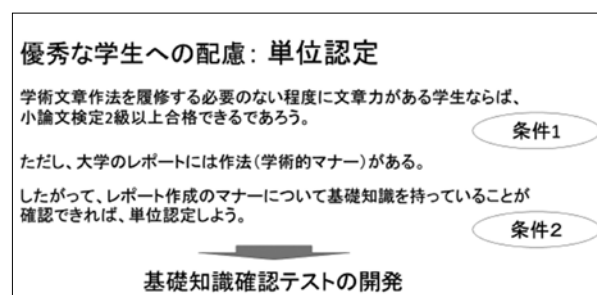 優秀な学生への配慮: 単位認定
学術文章作法を履修する必要のない程度に文章力がある学生ならば、
小論文検定2級以上合格できるであろう。
条件1
ただし、大学のレポートには作法(学術的マナー)がある。
したがって、レポート作成のマナーについて基礎知識を持っていることが
確認できれば、単位認定しよう。
条件2
基礎知識確認テストの開発